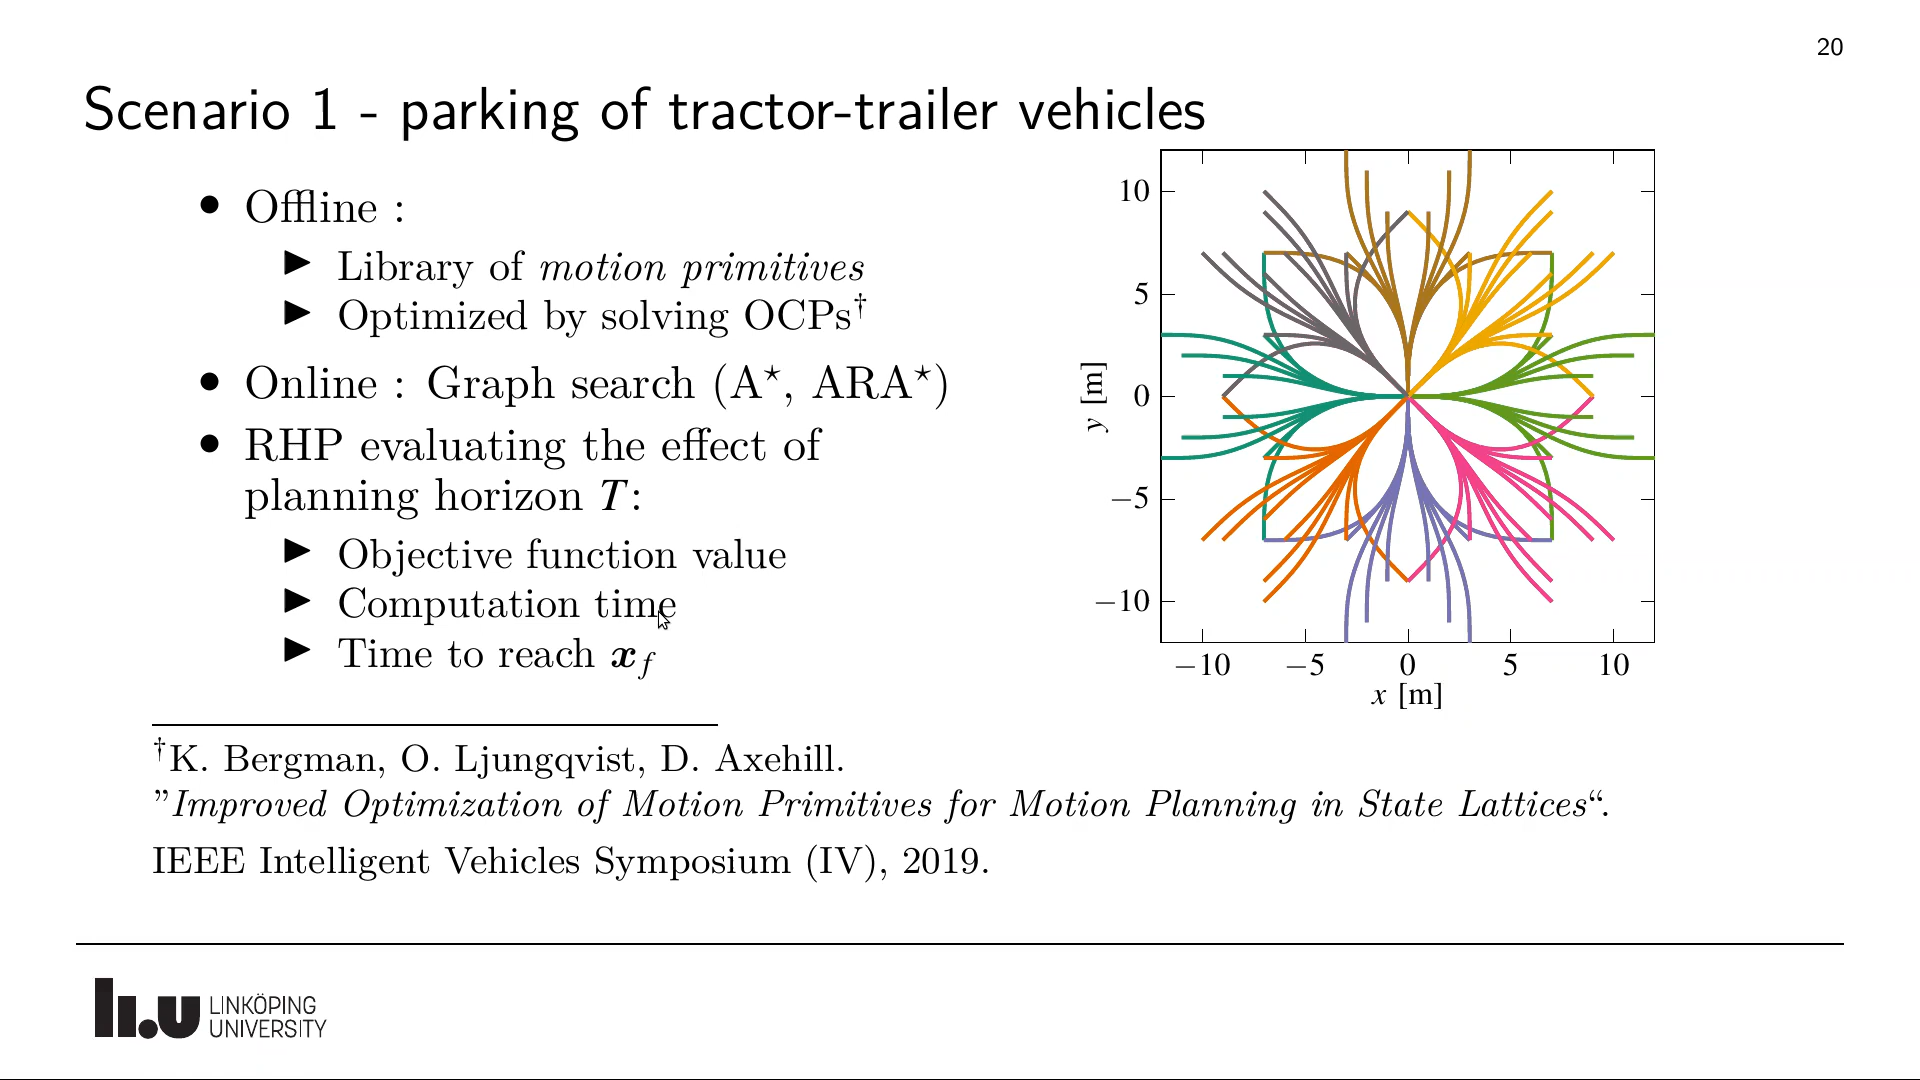 20
Scenario 1 - parking of tractor-trailer vehicles
• Offline :
▶ Library of motion primitives
▶ Optimized by solving OCPs†
• Online : Graph search (A⋆, ARA⋆)
• RHP evaluating the effect of
planning horizon T:
▶ Objective function value
▶ Computation time
▶ Time to reach x_f
10
5
0
−5
−10
y [m]
−10 −5 0 5 10
x [m]
†K. Bergman, O. Ljungqvist, D. Axehill.
”Improved Optimization of Motion Primitives for Motion Planning in State Lattices“.
IEEE Intelligent Vehicles Symposium (IV), 2019.
li.u LINKÖPING
UNIVERSITY